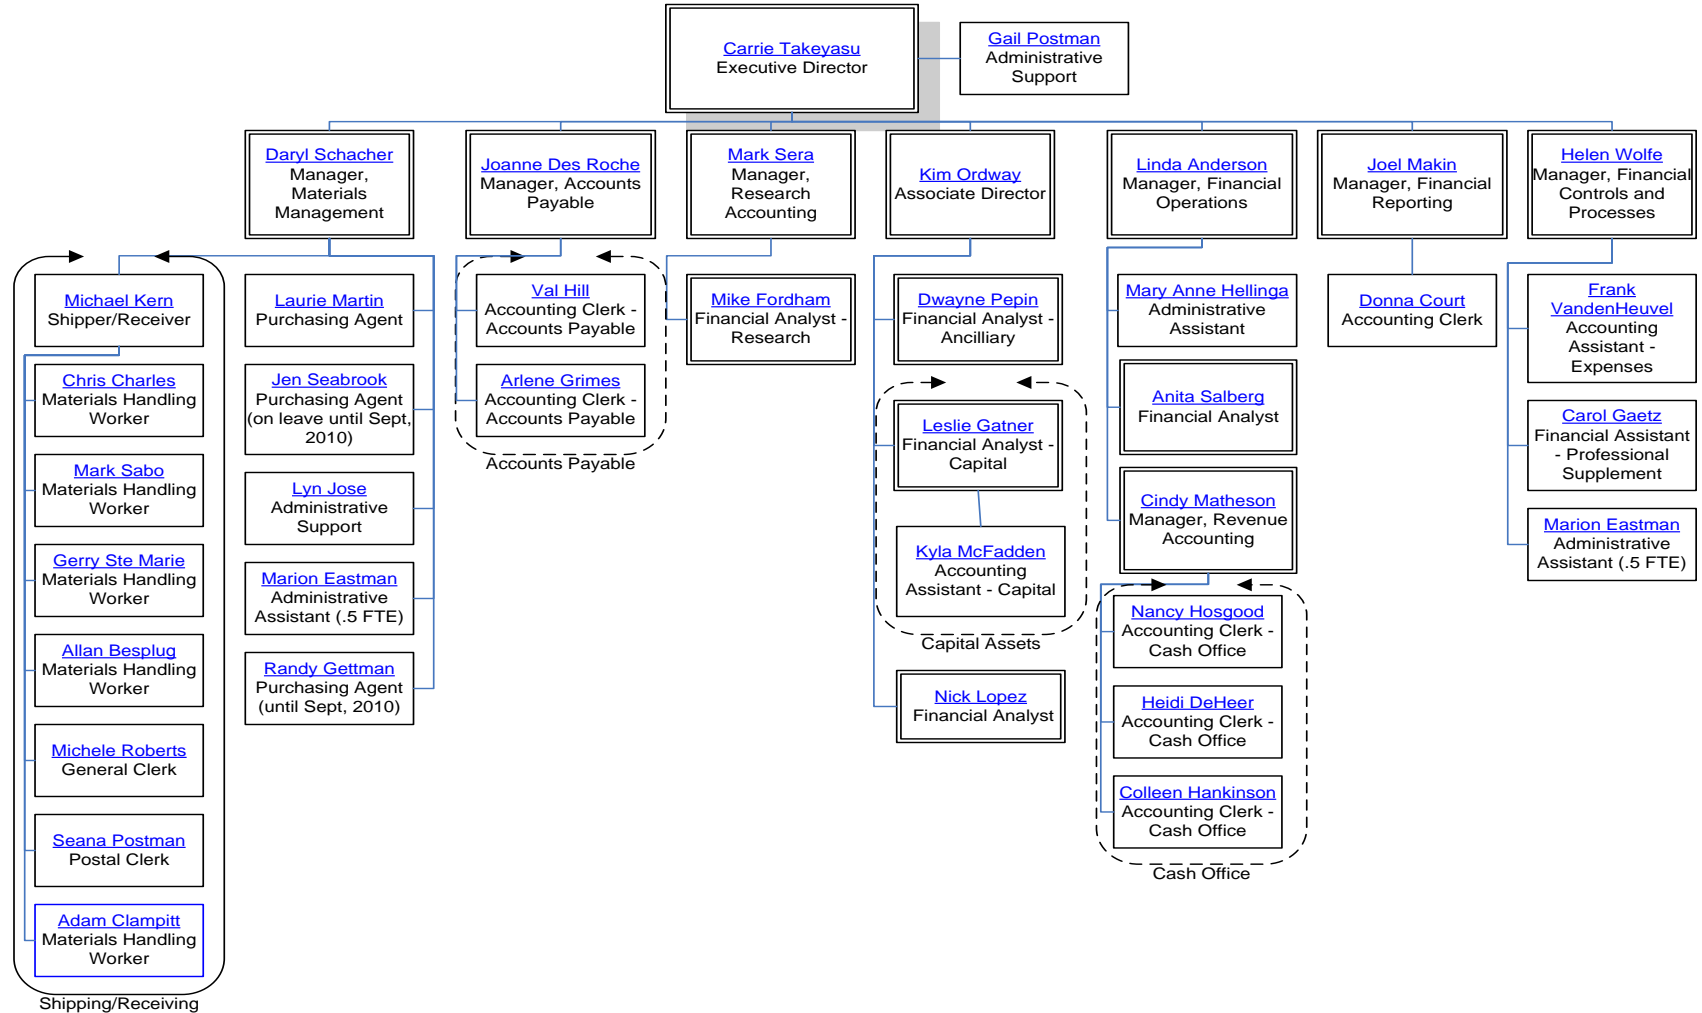 Carrie Takeyasu
Executive Director
Gail Postman
Administrative
Support
Daryl Schacher
Manager,
Materials
Management
Joanne Des Roche
Manager, Accounts
Payable
Mark Sera
Manager,
Research
Accounting
Kim Ordway
Associate Director
Linda Anderson
Manager, Financial
Operations
Joel Makin
Manager, Financial
Reporting
Helen Wolfe
Manager, Financial
Controls and
Processes
Michael Kern
Shipper/Receiver
Chris Charles
Materials Handling
Worker
Mark Sabo
Materials Handling
Worker
Gerry Ste Marie
Materials Handling
Worker
Allan Besplug
Materials Handling
Worker
Michele Roberts
General Clerk
Seana Postman
Postal Clerk
Adam Clampitt
Materials Handling
Worker
Shipping/Receiving
Laurie Martin
Purchasing Agent
Jen Seabrook
Purchasing Agent
(on leave until Sept,
2010)
Lyn Jose
Administrative
Support
Marion Eastman
Administrative
Assistant (.5 FTE)
Randy Gettman
Purchasing Agent
(until Sept, 2010)
Val Hill
Accounting Clerk -
Accounts Payable
Arlene Grimes
Accounting Clerk -
Accounts Payable
Accounts Payable
Mike Fordham
Financial Analyst -
Research
Dwayne Pepin
Financial Analyst -
Ancilliary
Leslie Gatner
Financial Analyst -
Capital
Kyla McFadden
Accounting
Assistant - Capital
Capital Assets
Nick Lopez
Financial Analyst
Mary Anne Hellinga
Administrative
Assistant
Anita Salberg
Financial Analyst
Cindy Matheson
Manager, Revenue
Accounting
Nancy Hosgood
Accounting Clerk -
Cash Office
Heidi DeHeer
Accounting Clerk -
Cash Office
Colleen Hankinson
Accounting Clerk -
Cash Office
Cash Office
Donna Court
Accounting Clerk
Frank
VandenHeuvel
Accounting
Assistant -
Expenses
Carol Gaetz
Financial Assistant
- Professional
Supplement
Marion Eastman
Administrative
Assistant (.5 FTE)